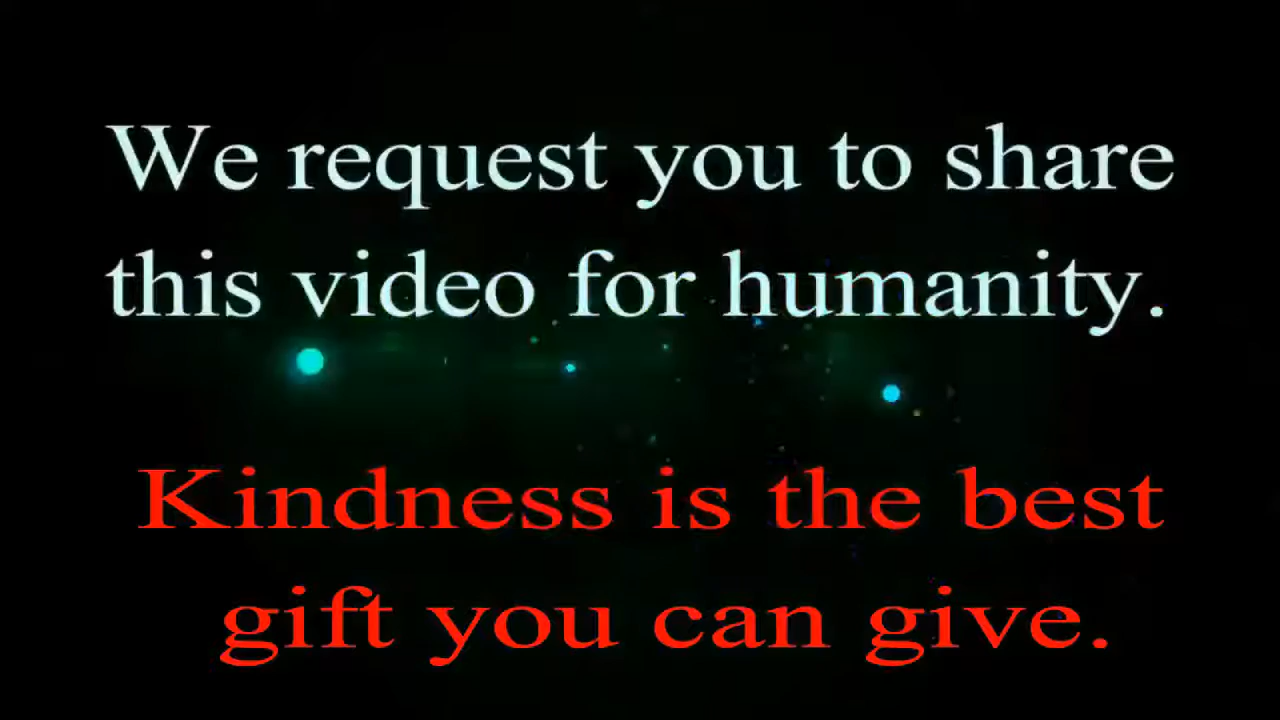 We request you to share
this video for humanity.
Kindness is the best
gift you can give.